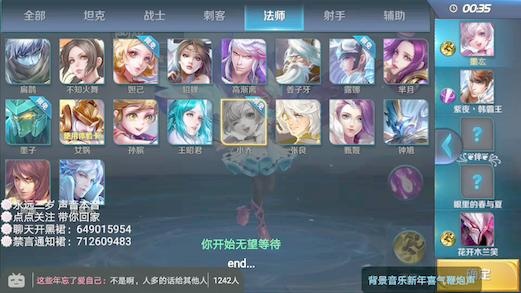 全部 坦克 战士 刺客 法师 射手 辅助
00:35
扁鹊 不知火舞 妲己 貂蝉 高渐离 姜子牙 露娜 芈月
墨子 女娲 孙膑 王昭君 小乔 张良 甄姬 钟馗
紫夜·韩霸王
?
伴
?
眼里的春与夏
花开木兰笑
永远二岁 声音本音
点点关注 带你回家
聊天开黑裙：649015954
禁言通知裙：712609483
你开始无望等待
end...
这些年忘了爱自己：不是啊，人多的话给其他人
1242人
背景音乐新年喜气鞭炮声
确定